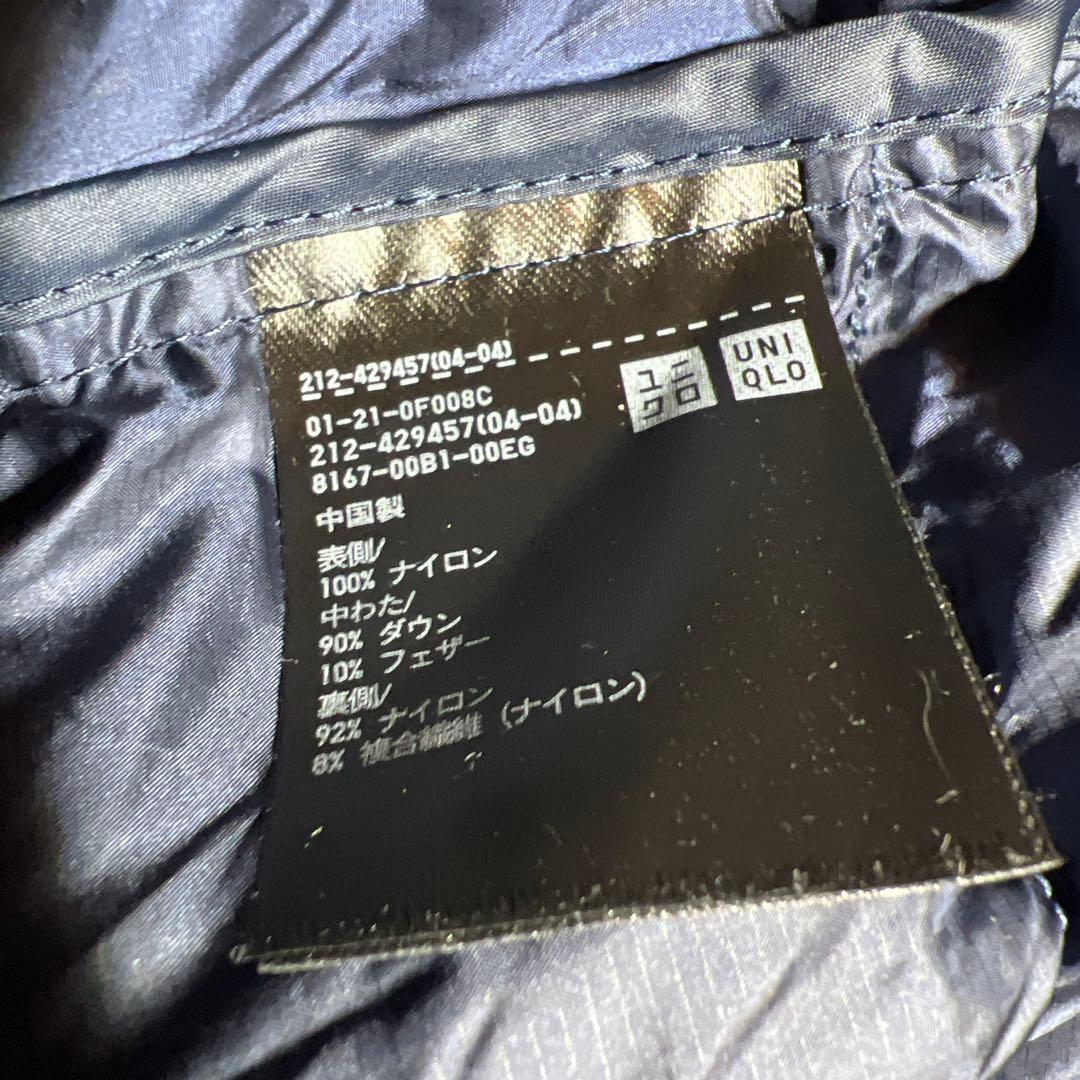 212-429457(04-04)
ユニ
クロ
UNI
QLO
01-21-0F008C
212-429457(04-04)
8167-00B1-00EG
中国製
表側/
100% ナイロン
中わた/
90% ダウン
10% フェザー
裏側/
92% ナイロン
8% 複合繊維 (ナイロン)